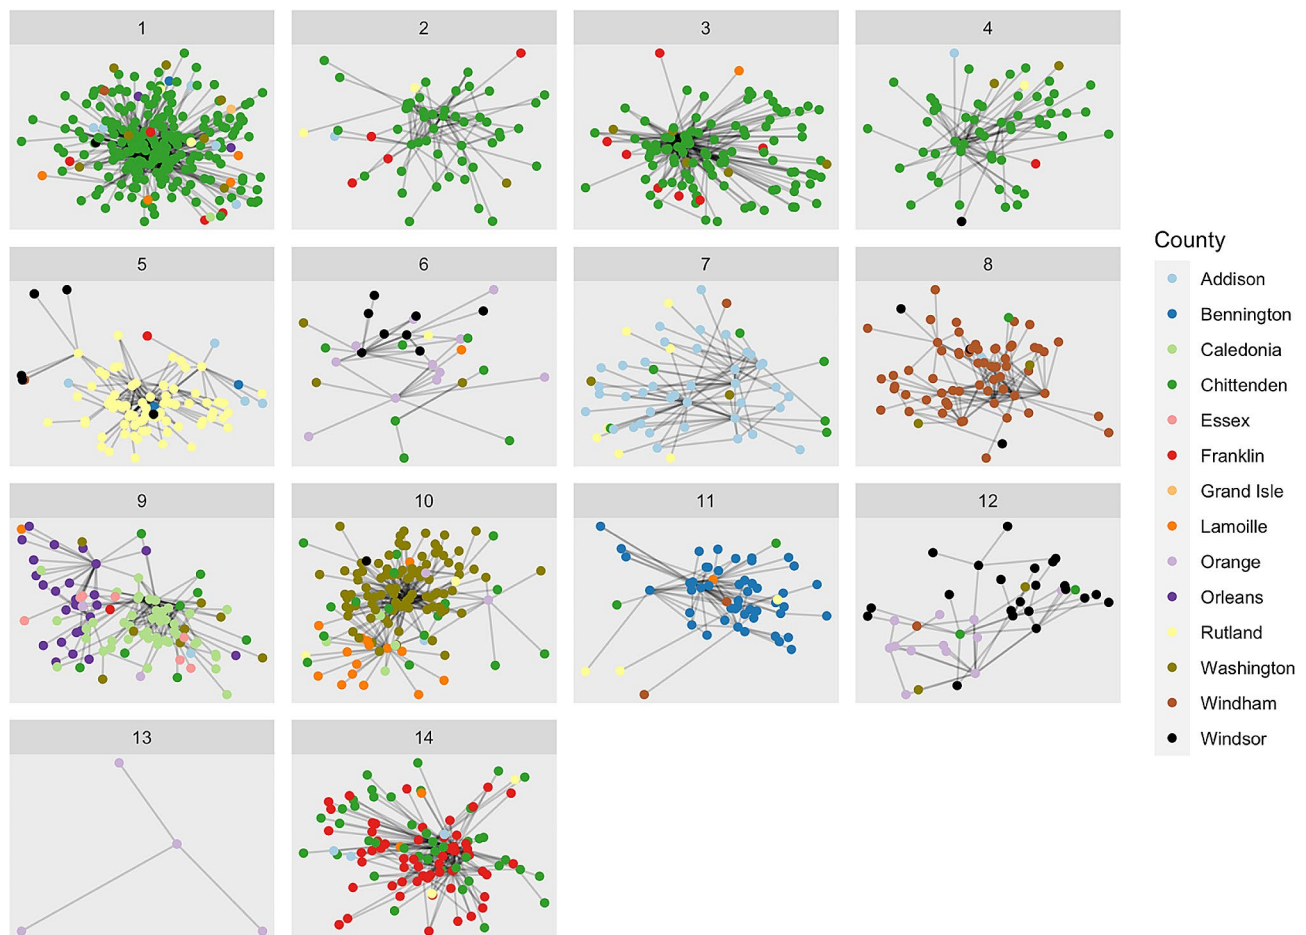 1 2 3 4
5 6 7 8
9 10 11 12
13 14
County
Addison
Bennington
Caledonia
Chittenden
Essex
Franklin
Grand Isle
Lamoille
Orange
Orleans
Rutland
Washington
Windham
Windsor